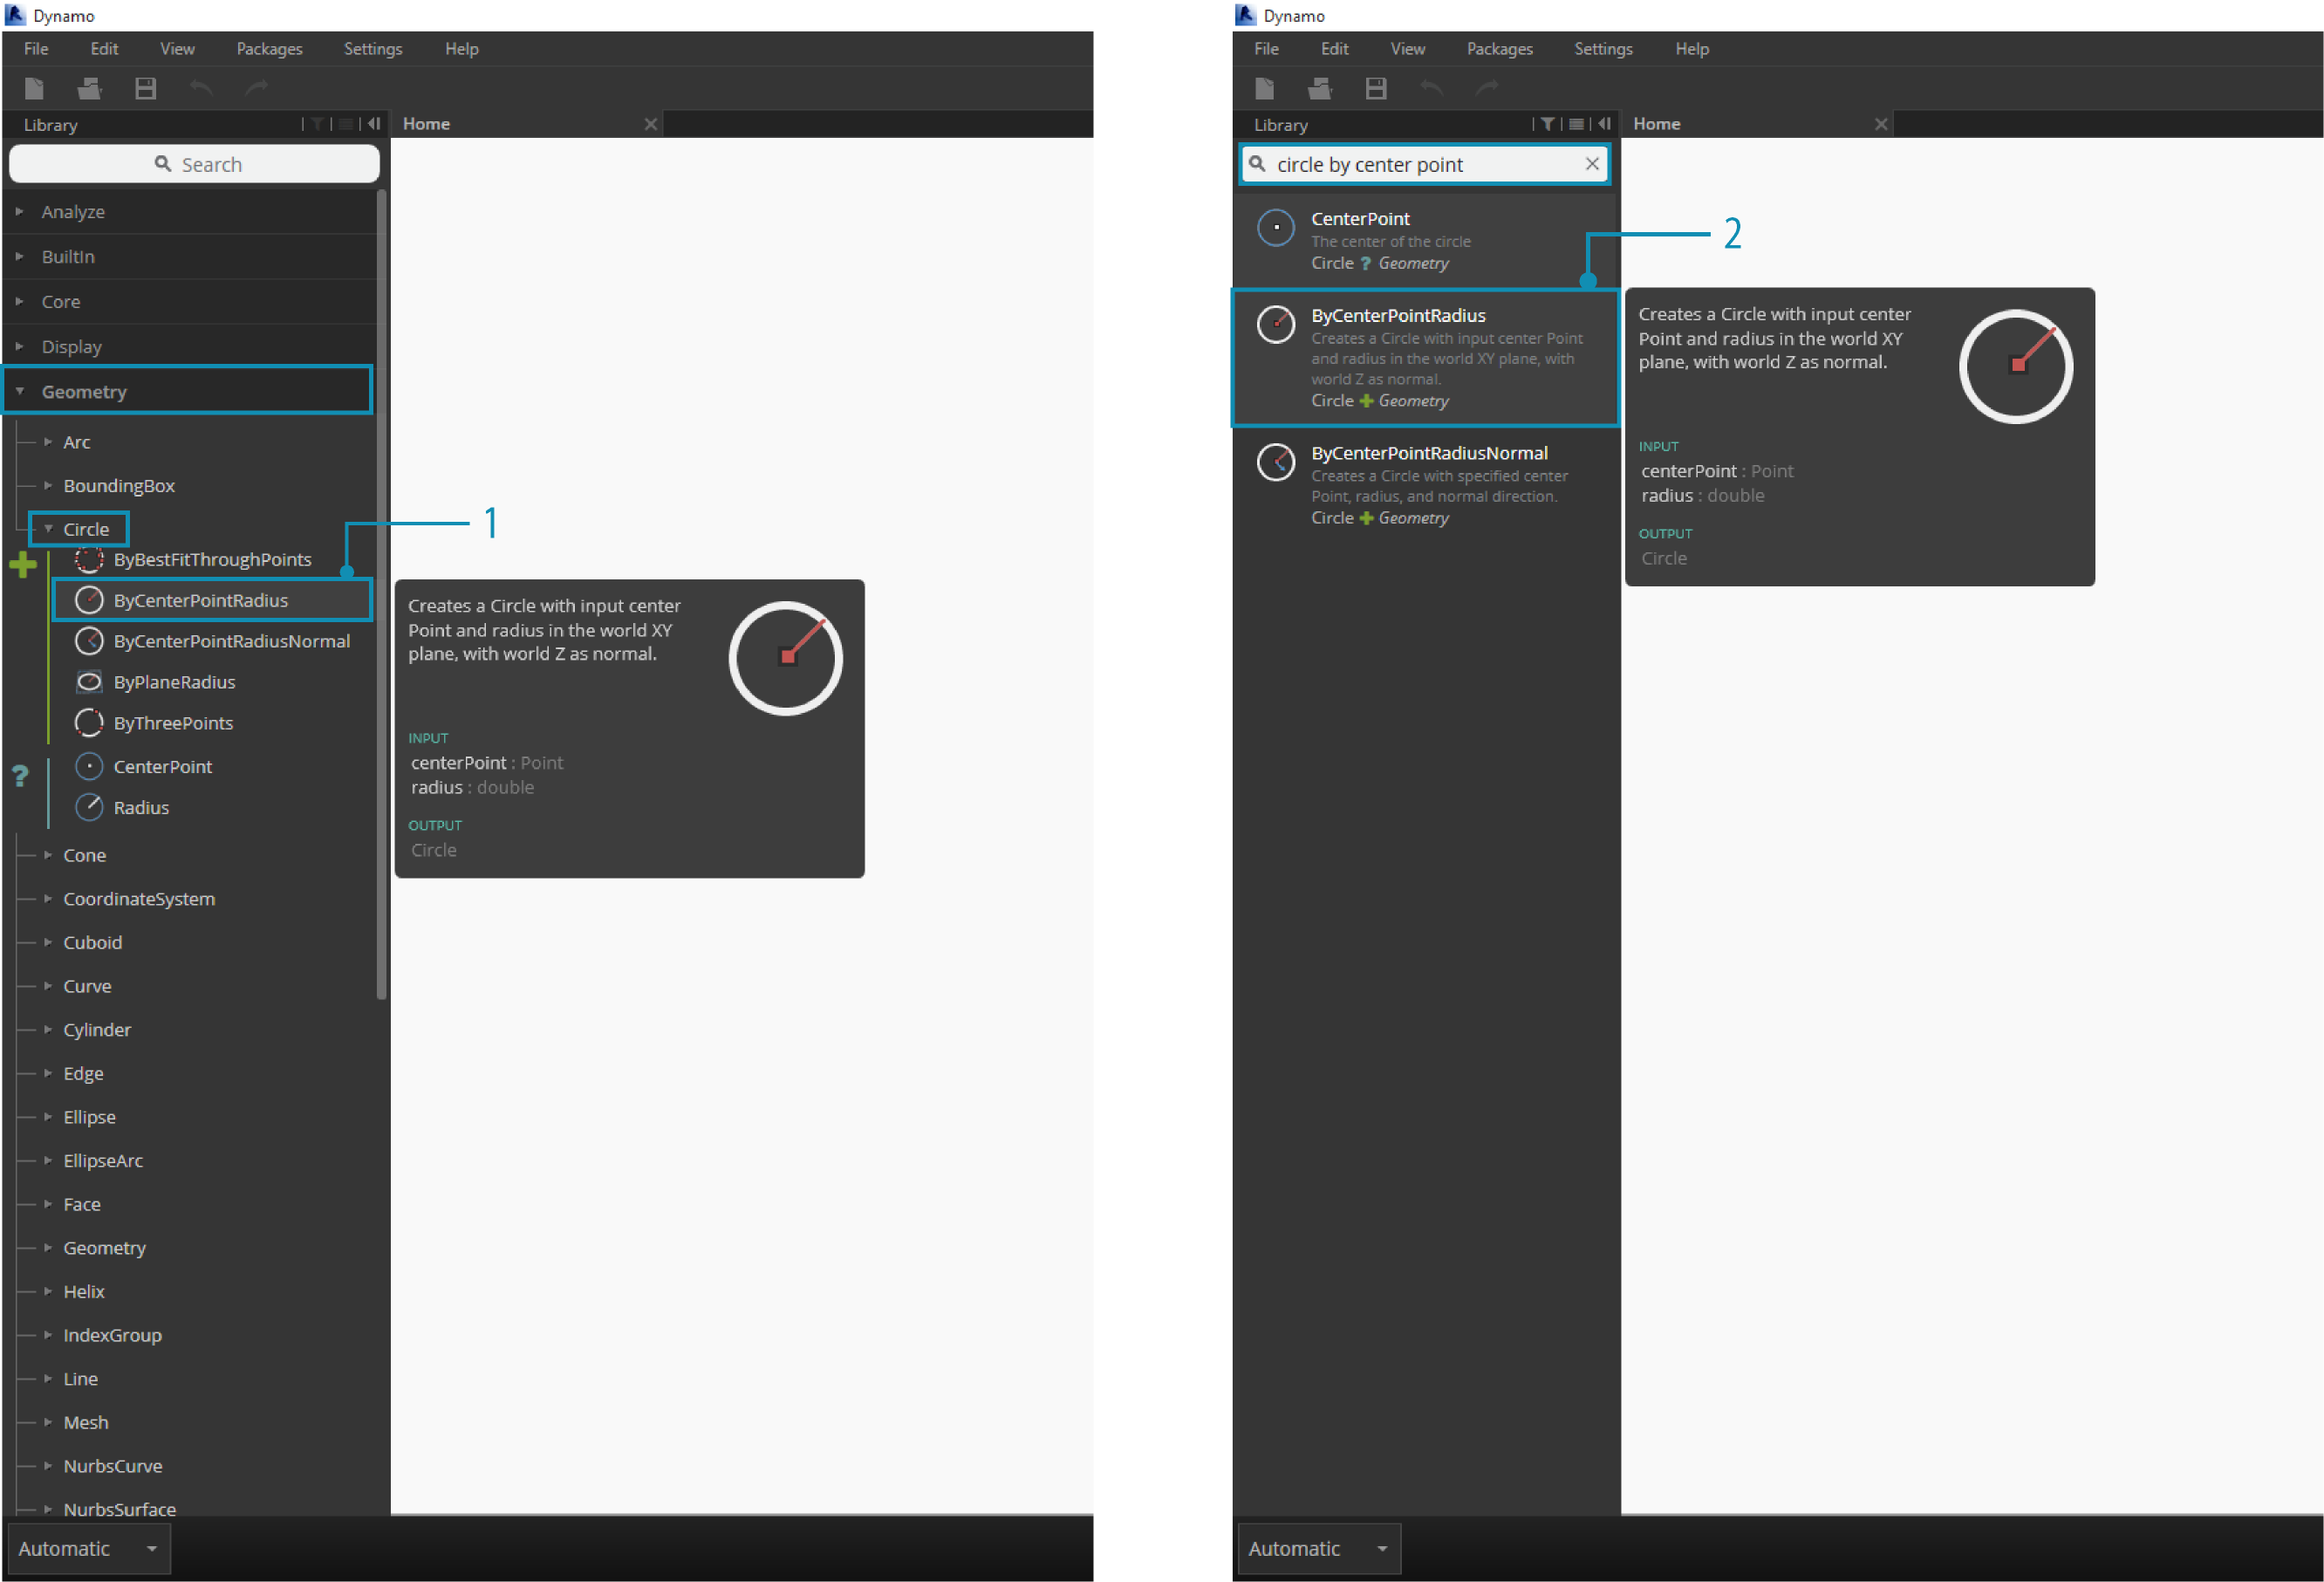 Dynamo
File Edit View Packages Settings Help
Library
Home
Search
Analyze
BuiltIn
Core
Display
Geometry
Arc
BoundingBox
Circle
1
ByBestFitThroughPoints
ByCenterPointRadius
ByCenterPointRadiusNormal
ByPlaneRadius
ByThreePoints
? CenterPoint
Radius
Cone
CoordinateSystem
Cuboid
Curve
Cylinder
Edge
Ellipse
EllipseArc
Face
Geometry
Helix
IndexGroup
Line
Mesh
NurbsCurve
NurbsSurface
Automatic
Creates a Circle with input center
Point and radius in the world XY
plane, with world Z as normal.
INPUT
centerPoint : Point
radius : double
OUTPUT
Circle
Dynamo
File Edit View Packages Settings Help
Library
Home
circle by center point
CenterPoint
The center of the circle
Circle ? Geometry
2
ByCenterPointRadius
Creates a Circle with input center Point
and radius in the world XY plane, with
world Z as normal.
Circle + Geometry
ByCenterPointRadiusNormal
Creates a Circle with specified center
Point, radius, and normal direction.
Circle + Geometry
Creates a Circle with input center
Point and radius in the world XY
plane, with world Z as normal.
INPUT
centerPoint : Point
radius : double
OUTPUT
Circle
Automatic